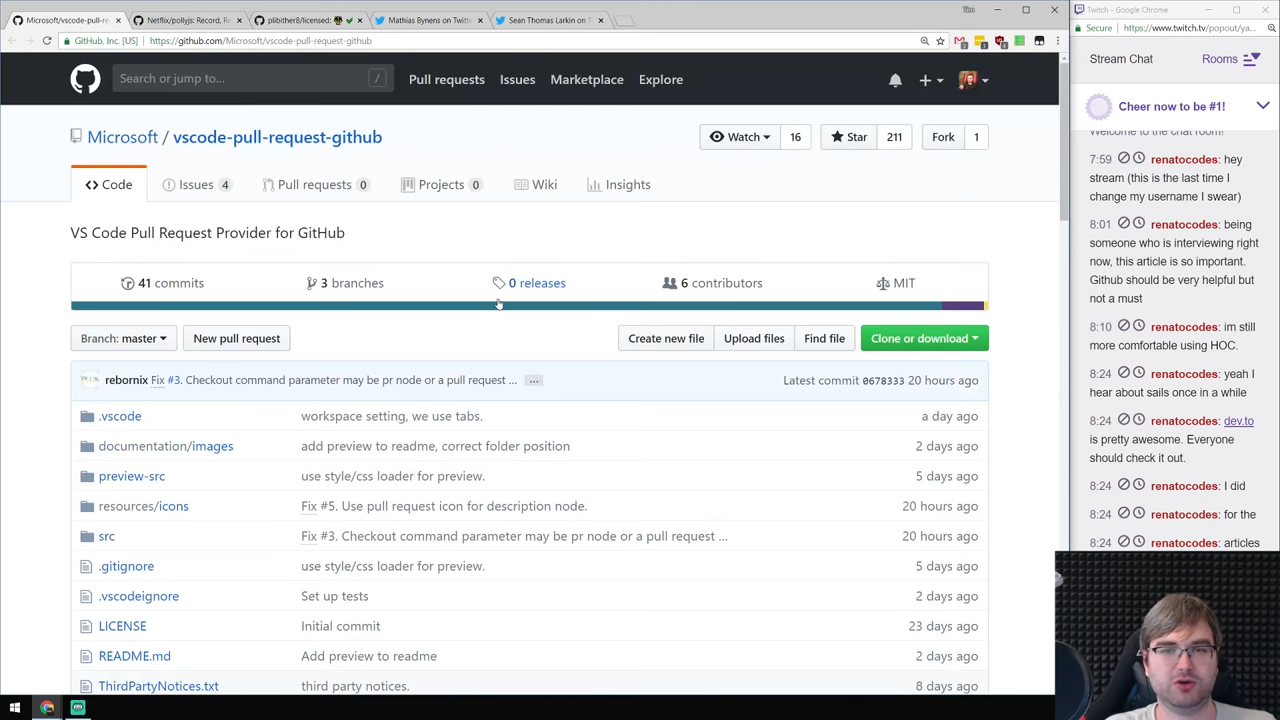 Microsoft/vscode-pull-r
Netflix/pollyjs: Record, R
plibither8/licensed:
Mathias Bynens on Twitt
Sean Thomas Larkin on T
Tim
Twitch - Google Chrome
GitHub, Inc. [US] https://github.com/Microsoft/vscode-pull-request-github
Secure https://www.twitch.tv/popout/ya...
Search or jump to... /
Pull requests Issues Marketplace Explore
Microsoft / vscode-pull-request-github
Watch 16 Star 211 Fork 1
Code Issues 4 Pull requests 0 Projects 0 Wiki Insights
VS Code Pull Request Provider for GitHub
41 commits 3 branches 0 releases 6 contributors MIT
Branch: master New pull request Create new file Upload files Find file Clone or download
rebornix Fix #3. Checkout command parameter may be pr node or a pull request ... ... Latest commit 0678333 20 hours ago
.vscode workspace setting, we use tabs. a day ago
documentation/images add preview to readme, correct folder position 2 days ago
preview-src use style/css loader for preview. 5 days ago
resources/icons Fix #5. Use pull request icon for description node. 20 hours ago
src Fix #3. Checkout command parameter may be pr node or a pull request ... 20 hours ago
.gitignore use style/css loader for preview. 5 days ago
.vscodeignore Set up tests 2 days ago
LICENSE Initial commit 23 days ago
README.md Add preview to readme 2 days ago
ThirdPartyNotices.txt third party notices. 8 days ago
Stream Chat Rooms
Cheer now to be #1!
Welcome to the chat room!
7:59 renatocodes: hey
stream (this is the last time I
change my username I swear)
8:01 renatocodes: being
someone who is interviewing right
now, this article is so important.
Github should be very helpful but
not a must
8:10 renatocodes: im still
more comfortable using HOC.
8:24 renatocodes: yeah I
hear about sails once in a while
8:24 renatocodes: dev.to
is pretty awesome. Everyone
should check it out.
8:24 renatocodes: I did
8:24 renatocodes: for the
8:24 renatocodes: articles